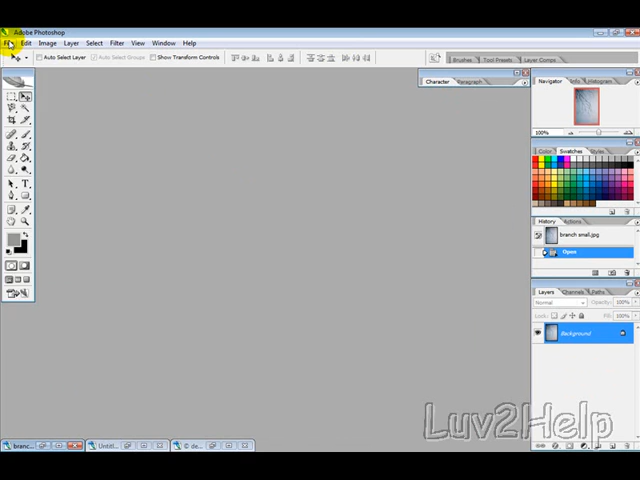 Adobe Photoshop
File Edit Image Layer Select Filter View Window Help
Auto Select Layer Auto Select Groups Show Transform Controls
Brushes Tool Presets Layer Comps
Character Paragraph
Navigator Info Histogram
100%
Color Swatches Styles
History Actions
branch small.jpg
Open
Layers Channels Paths
Normal Opacity: 100%
Lock: Fill: 100%
Background
Luv2Help
branc... Untitl... © de...